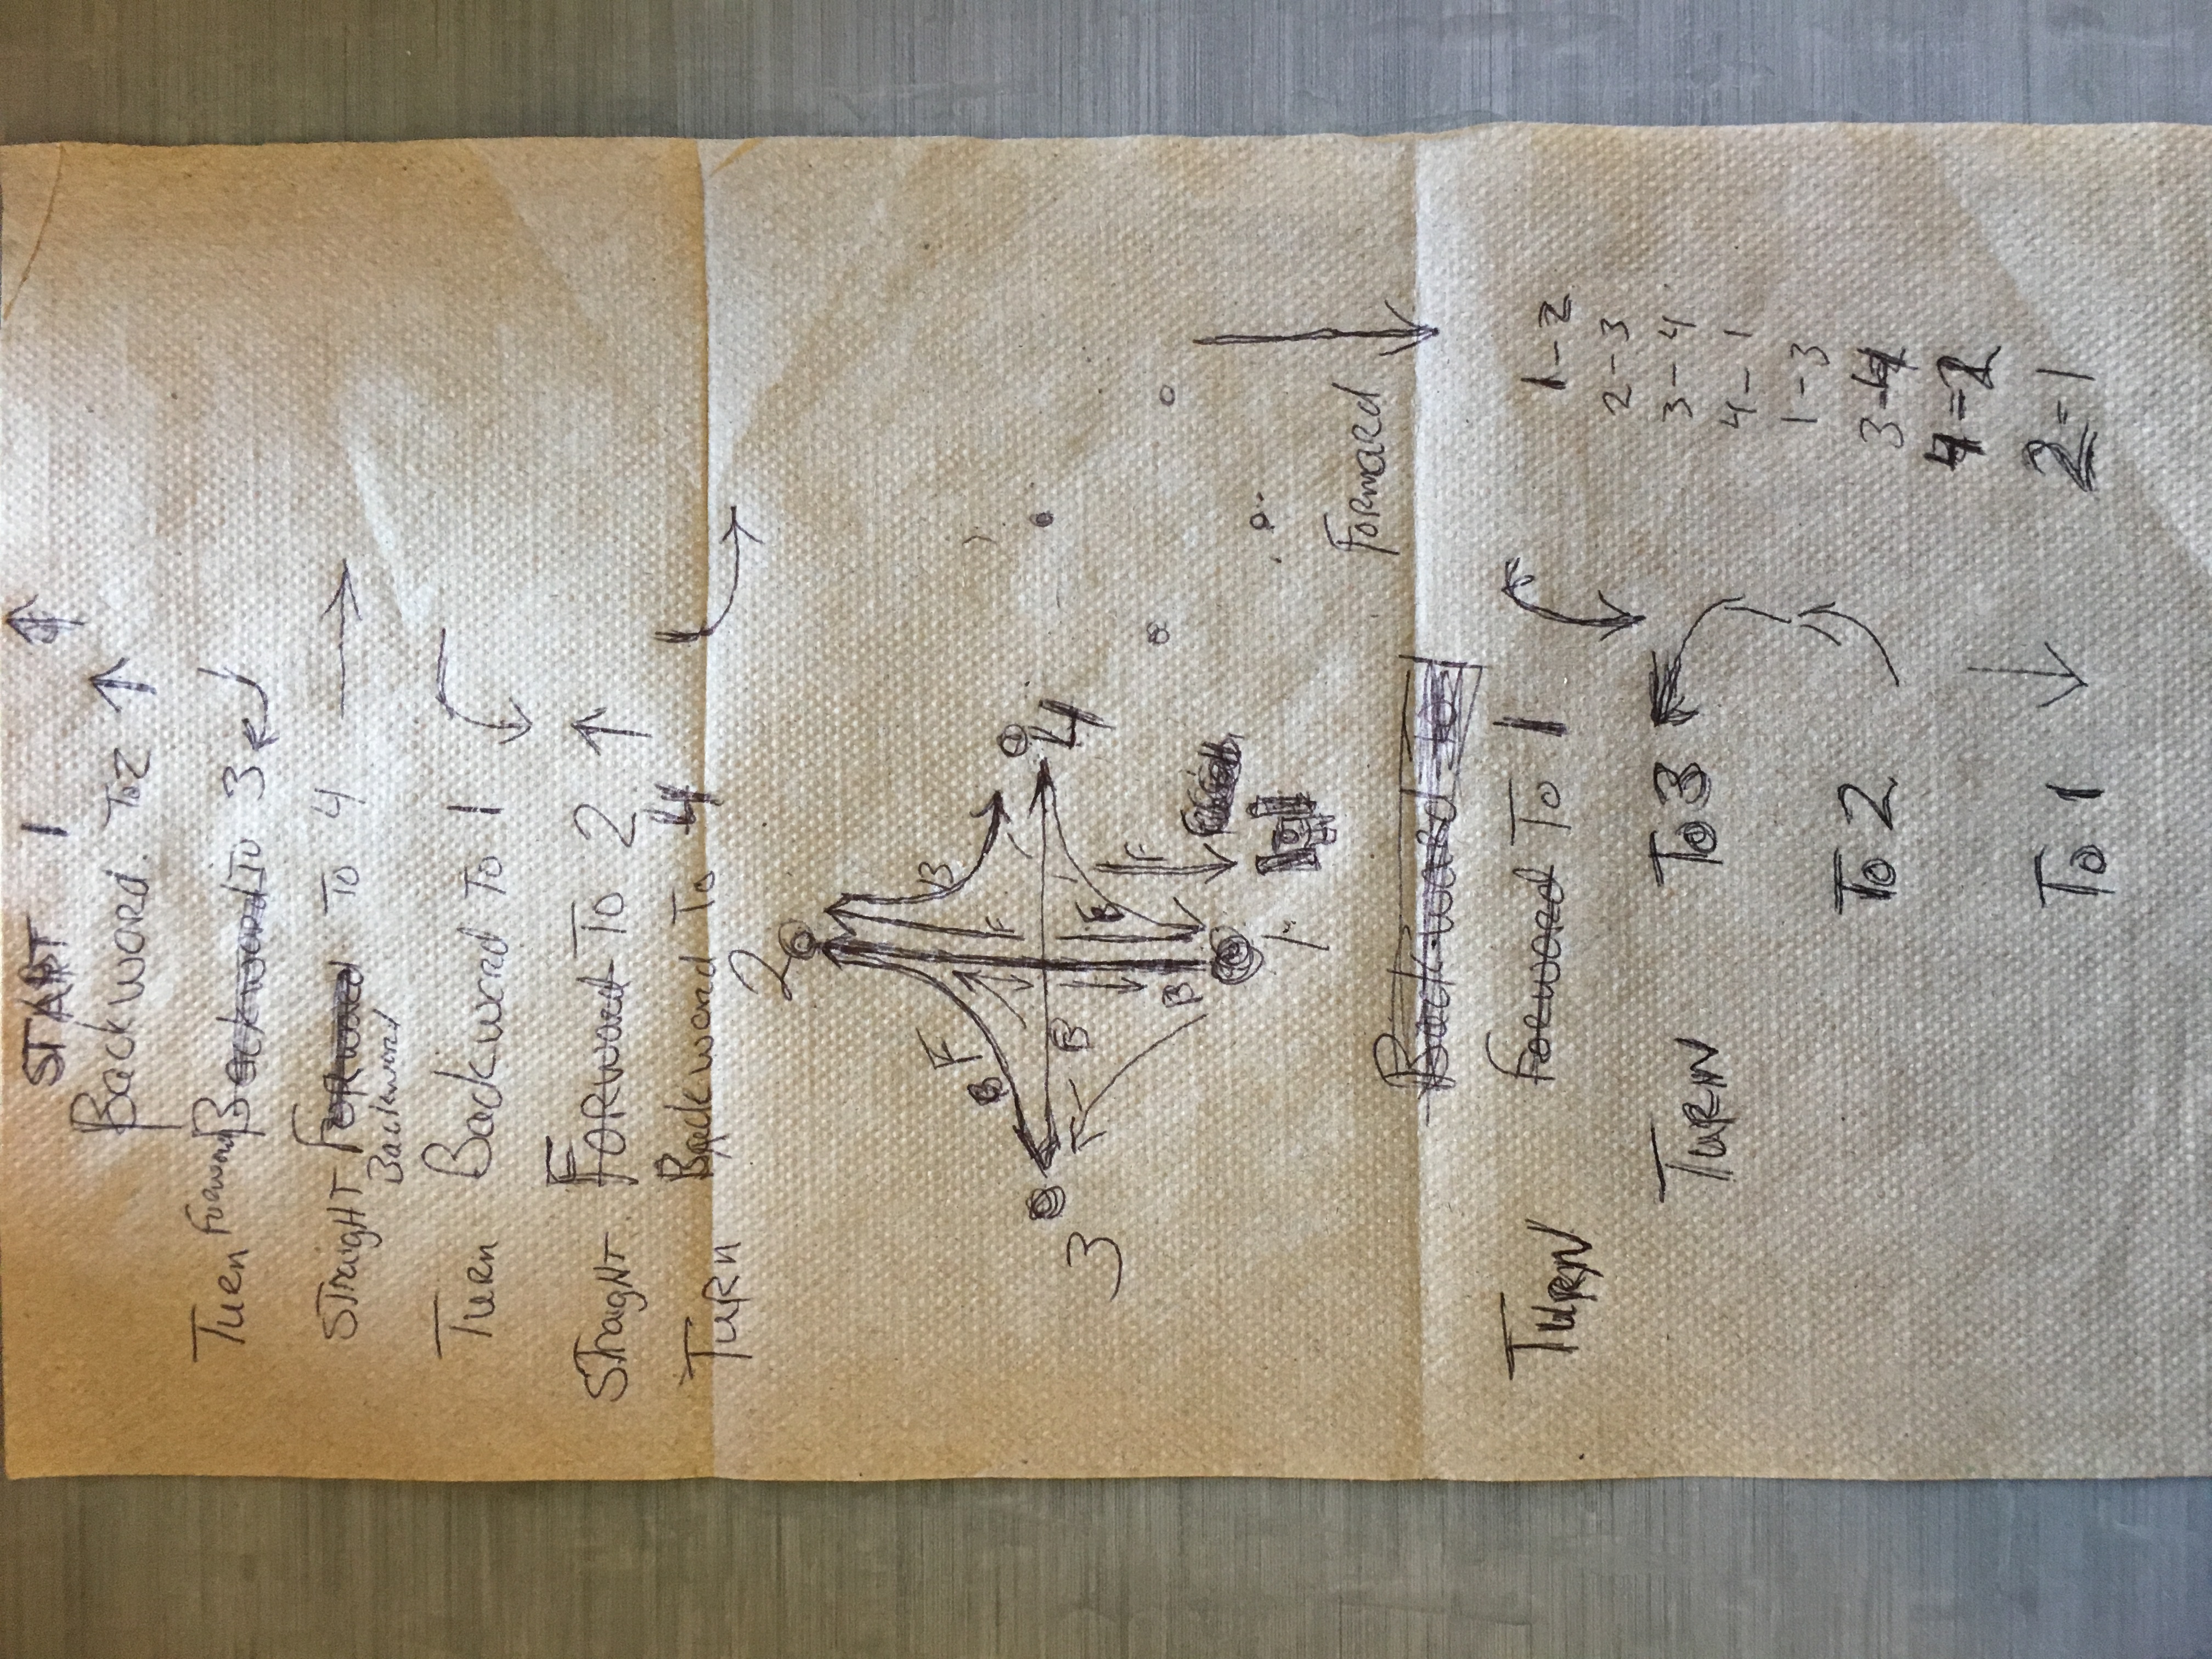 START 1 ↑
Backword. To 2 ↑
Turn Forword Backword To 3
Straight Forward To 4 →
Backword
Turn Backword To 1
Straight. Forward To 2 ↑
Turn Backword To 4
2
F B
B F
3 B 4
B F
B
1
Forward ↓
Backward to
Turn Forword To 1
1-2
2-3
Turn To 3
3-4
4-1
1-3
To 2
3-4
4=2
To 1 ↓
2=1